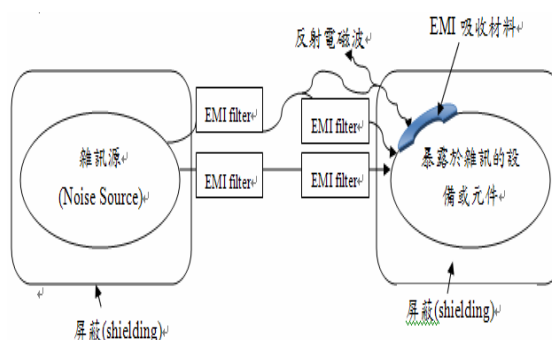 EMI 吸收材料
反射電磁波
EMI filter
EMI filter
雜訊源
(Noise Source)
EMI filter
EMI filter
暴露於雜訊的設
備或元件
屏蔽(shielding)
屏蔽(shielding)